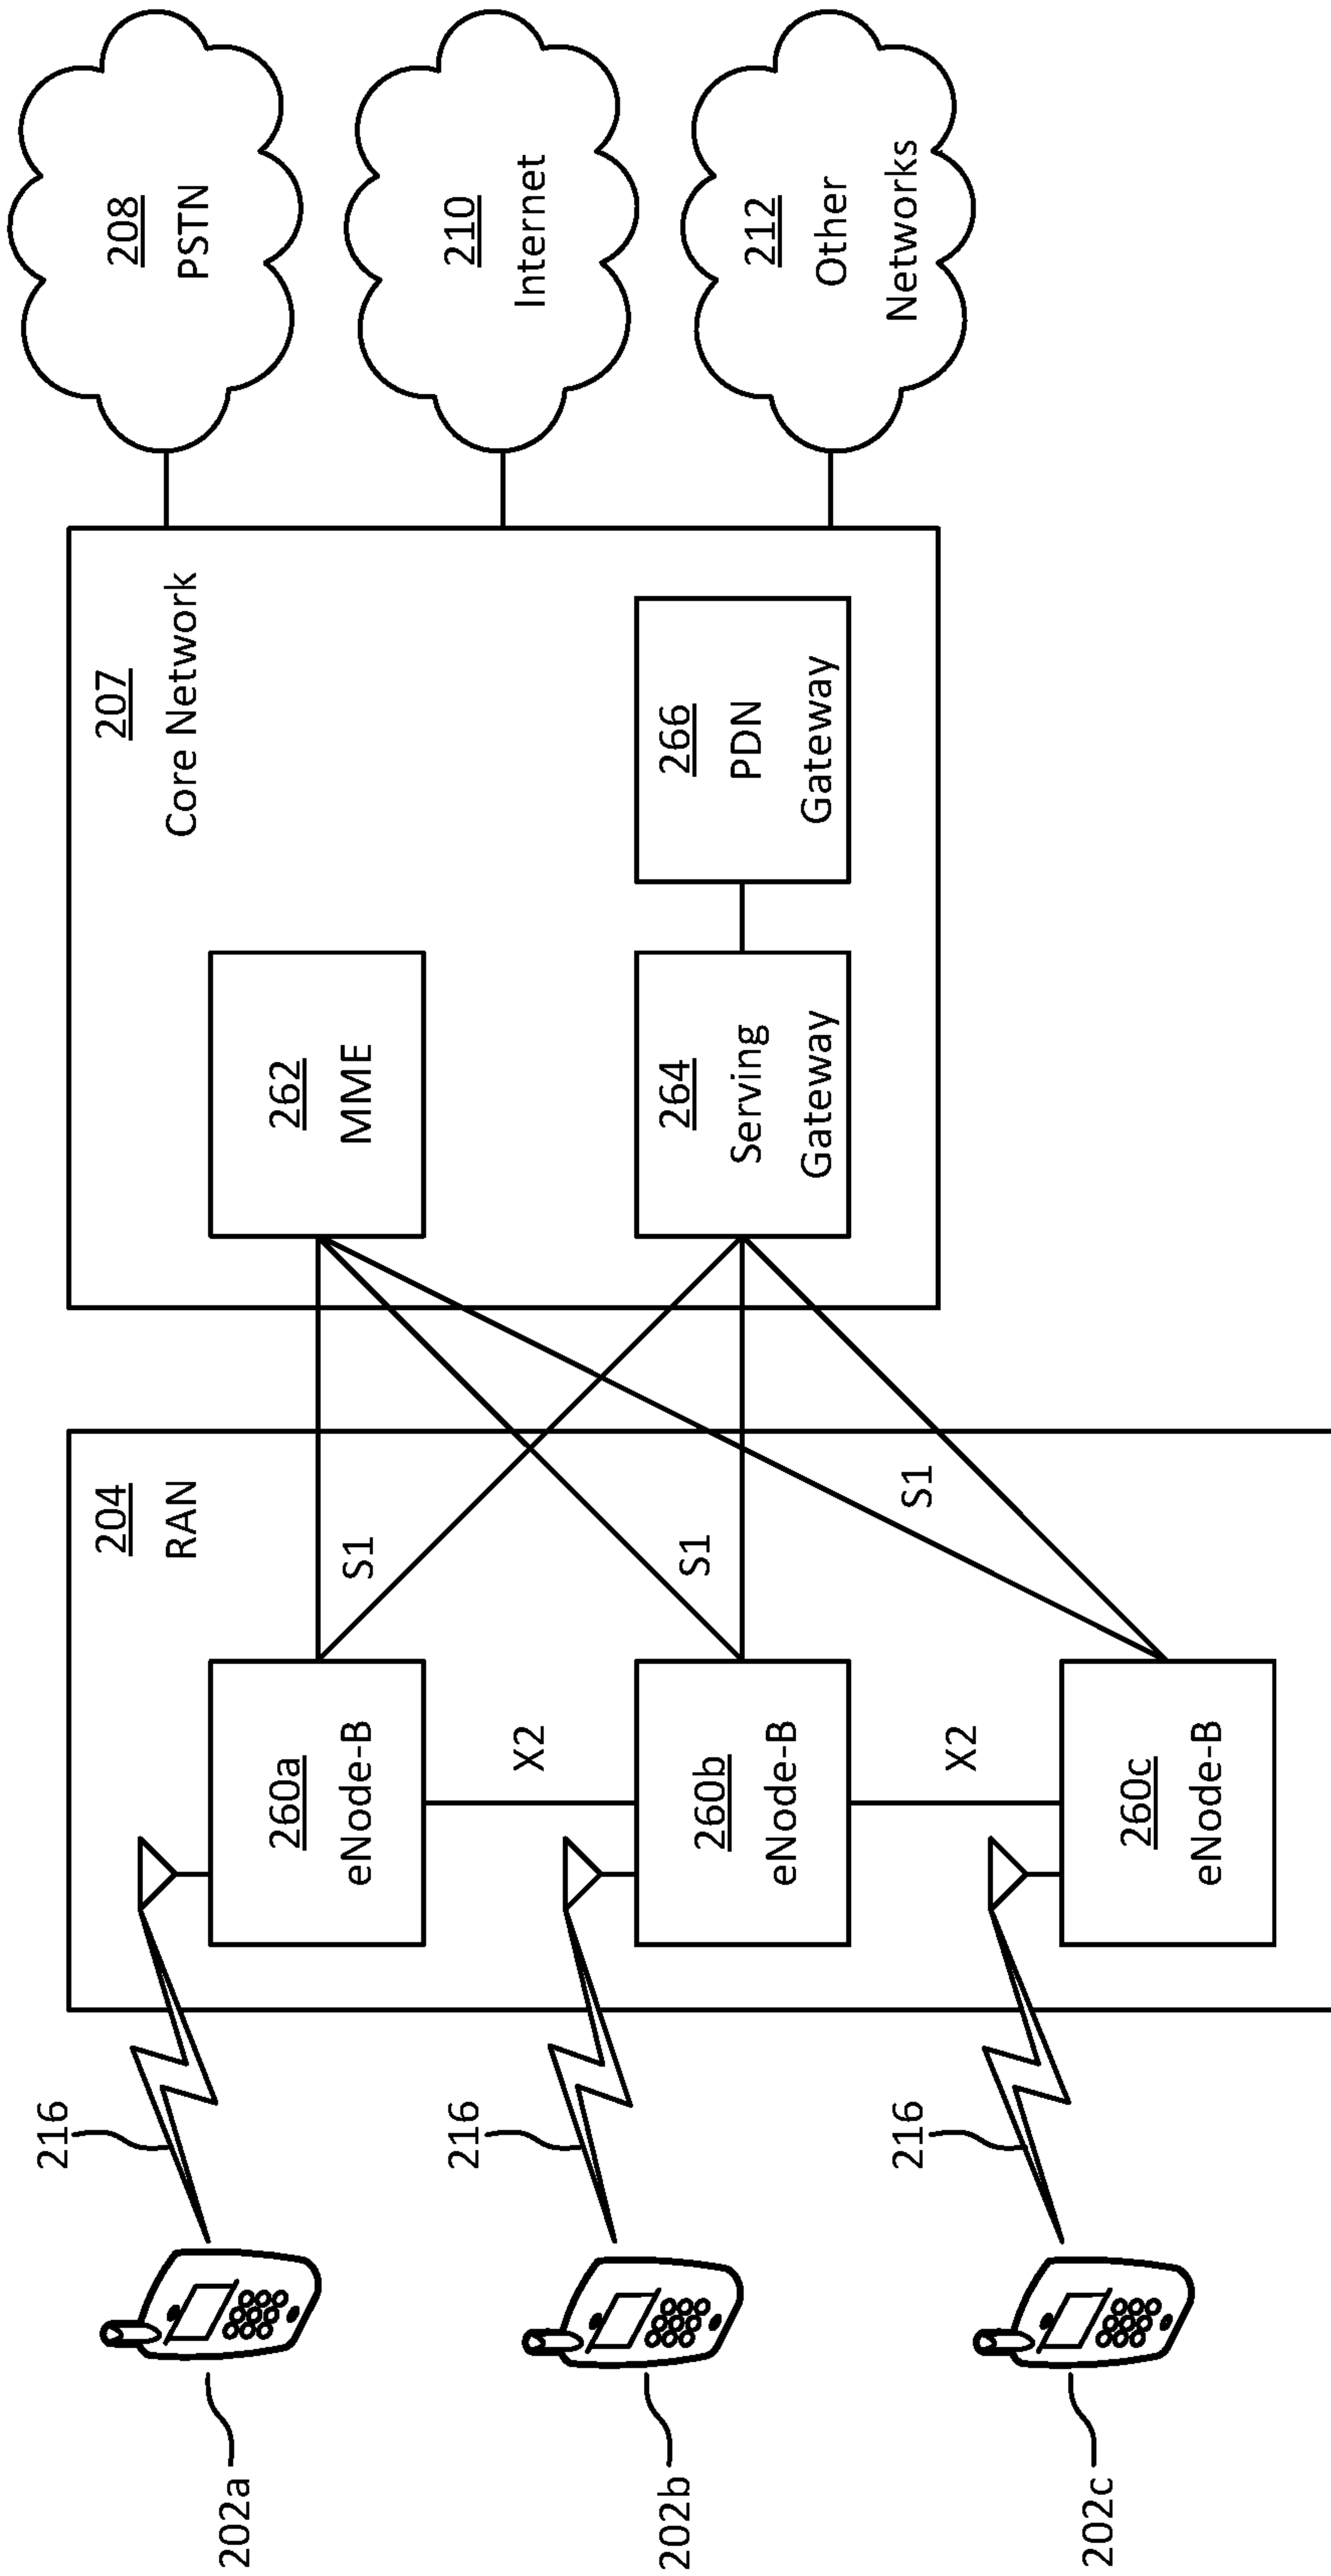 202a
216
260a
eNode-B
204
RAN
S1
X2
202b
216
260b
eNode-B
S1
X2
202c
216
260c
eNode-B
S1
207
Core Network
262
MME
264
Serving
Gateway
266
PDN
Gateway
208
PSTN
210
Internet
212
Other
Networks